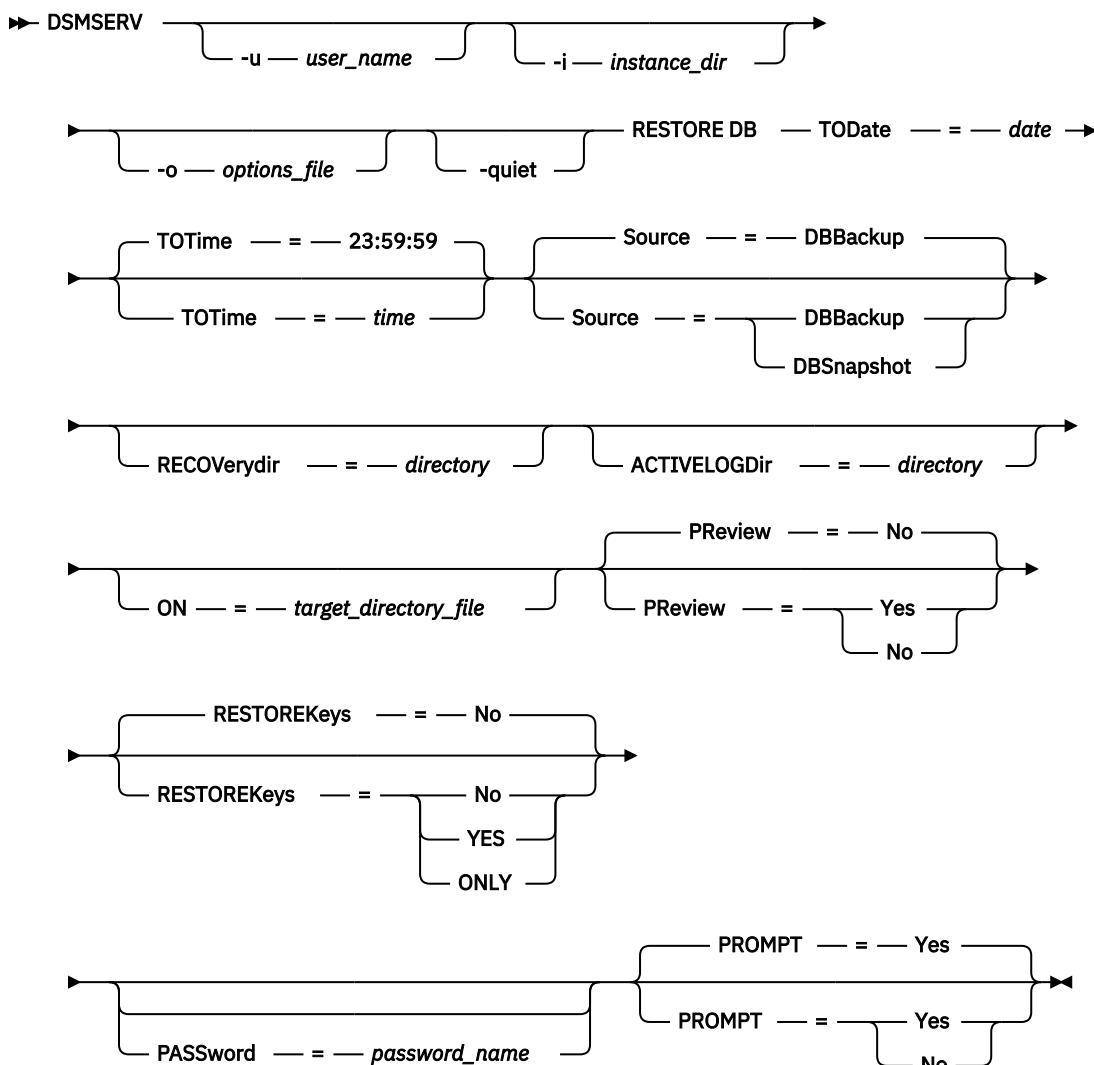 DSMSERV
-u user_name -i instance_dir
RESTORE DB TODate = date
-o options_file -quiet
TOTime = 23:59:59 Source = DBBackup
TOTime = time Source = DBBackup
DBSnapshot
RECOVerydir = directory ACTIVELOGDir = directory
PReview = No
ON = target_directory_file PReview = Yes
No
RESTOREKeys = No
RESTOREKeys = No
YES
ONLY
PROMPT = Yes
PROMPT = Yes
PASSword = password_name No